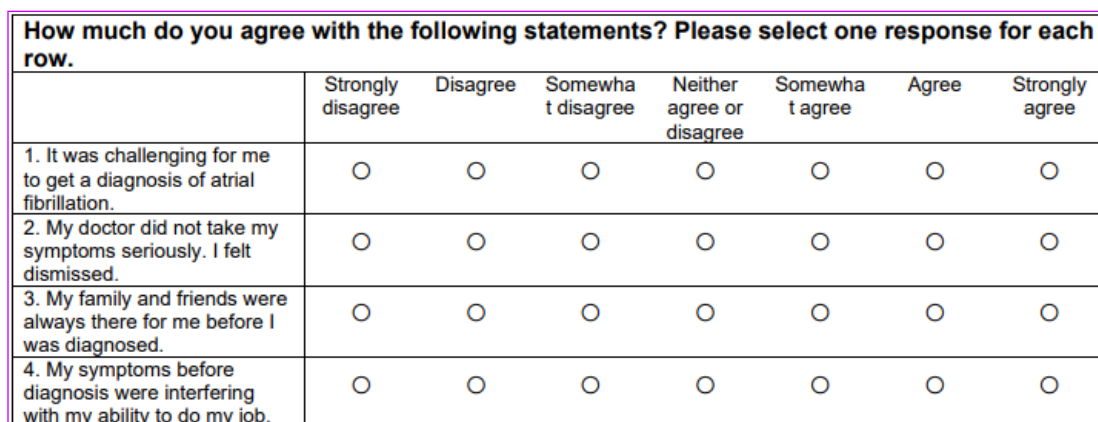 How much do you agree with the following statements? Please select one response for each
row.
Strongly disagree Disagree Somewha t disagree Neither agree or disagree Somewha t agree Agree Strongly agree
1. It was challenging for me
to get a diagnosis of atrial
fibrillation.
2. My doctor did not take my
symptoms seriously. I felt
dismissed.
3. My family and friends were
always there for me before I
was diagnosed.
4. My symptoms before
diagnosis were interfering
with my ability to do my job.